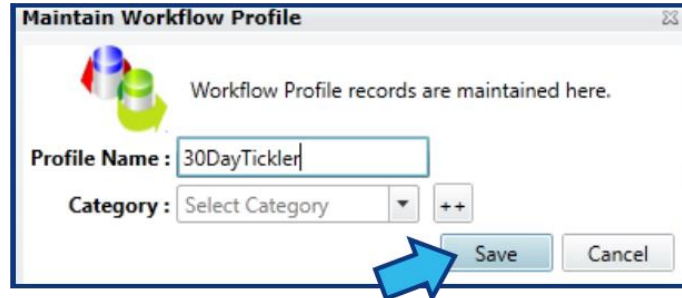 Maintain Workflow Profile
Workflow Profile records are maintained here.
Profile Name : 30DayTickler
Category : Select Category ++
Save Cancel